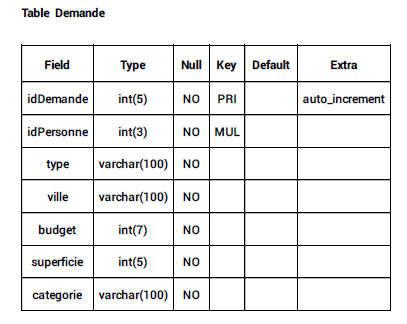 Table Demande
Field Type Null Key Default Extra
idDemande int(5) NO PRI auto_increment
idPersonne int(3) NO MUL
type varchar(100) NO
ville varchar(100) NO
budget int(7) NO
superficie int(5) NO
categorie varchar(100) NO